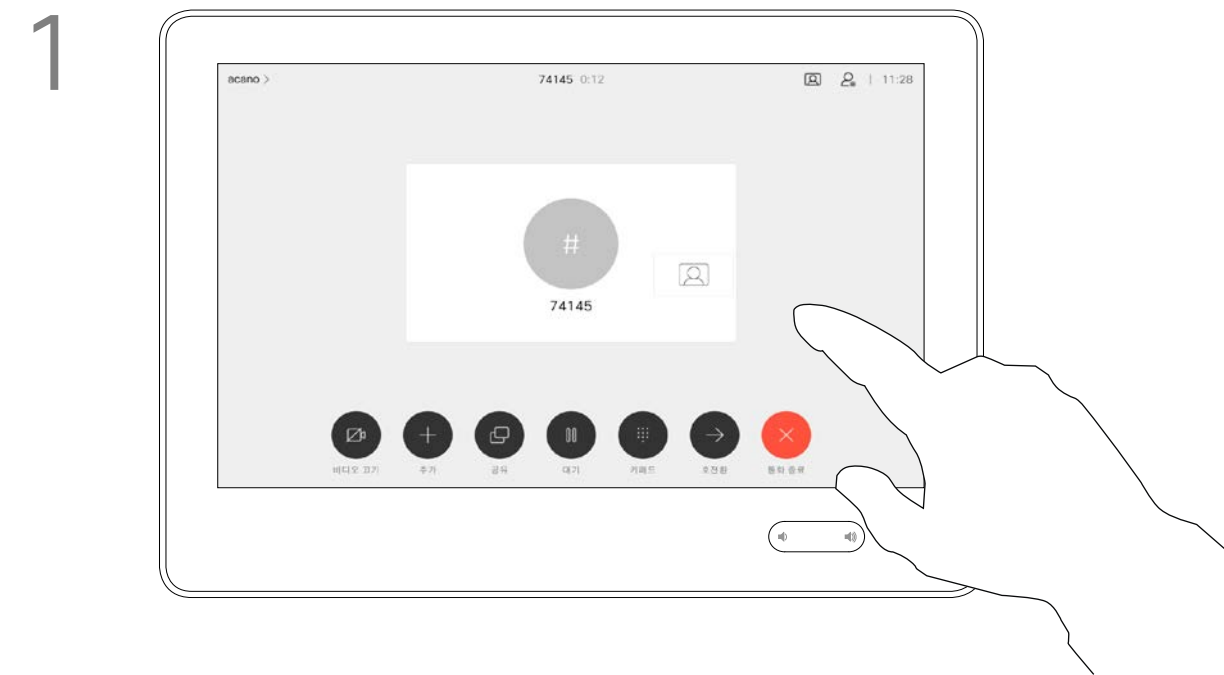 1
acano >
74145 0:12
| 11:28
#
74145
비디오 끄기
추가
공유
대기
키패드
호전환
통화 종료